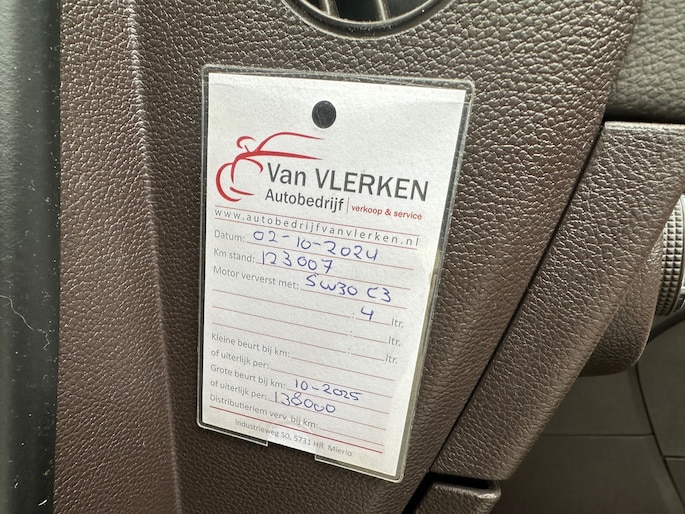 Van VLERKEN
Autobedrijf | verkoop & service
www.autobedrijfvanvlerken.nl
Datum: 02-10-2024
Km stand: 123007
Motor ververst met: 5W30 C3
: 4 ltr.
: ltr.
Kleine beurt bij km: : ltr.
of uiterlijk per:
Grote beurt bij km: 10-2025
of uiterlijk per: 138000
Distributieriem verv. bij km:
Industrieweg 50, 5731 HR Mierlo